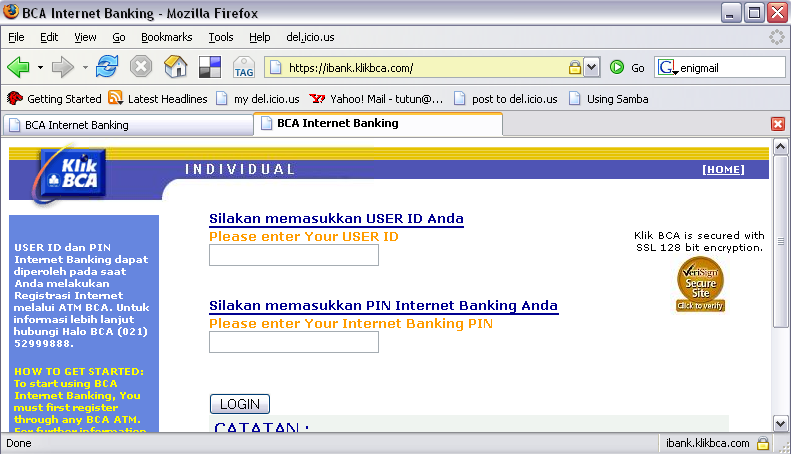 BCA Internet Banking - Mozilla Firefox
File Edit View Go Bookmarks Tools Help del.icio.us
TAG https://ibank.klikbca.com/ Go G enigmail
Getting Started Latest Headlines my del.icio.us Yahoo! Mail - tutun@... post to del.icio.us Using Samba
BCA Internet Banking BCA Internet Banking
Klik BCA INDIVIDUAL [HOME]
Silakan memasukkan USER ID Anda
Please enter Your USER ID
Klik BCA is secured with
SSL 128 bit encryption.
VeriSign
Secure
Site
Click to verify
USER ID dan PIN
Internet Banking dapat
diperoleh pada saat
Anda melakukan
Registrasi Internet
melalui ATM BCA. Untuk
informasi lebih lanjut
hubungi Halo BCA (021)
52999888.
Silakan memasukkan PIN Internet Banking Anda
Please enter Your Internet Banking PIN
HOW TO GET STARTED:
To start using BCA
Internet Banking, You
must first register
through any BCA ATM.
For further information
LOGIN
CATATAN :
Done ibank.klikbca.com